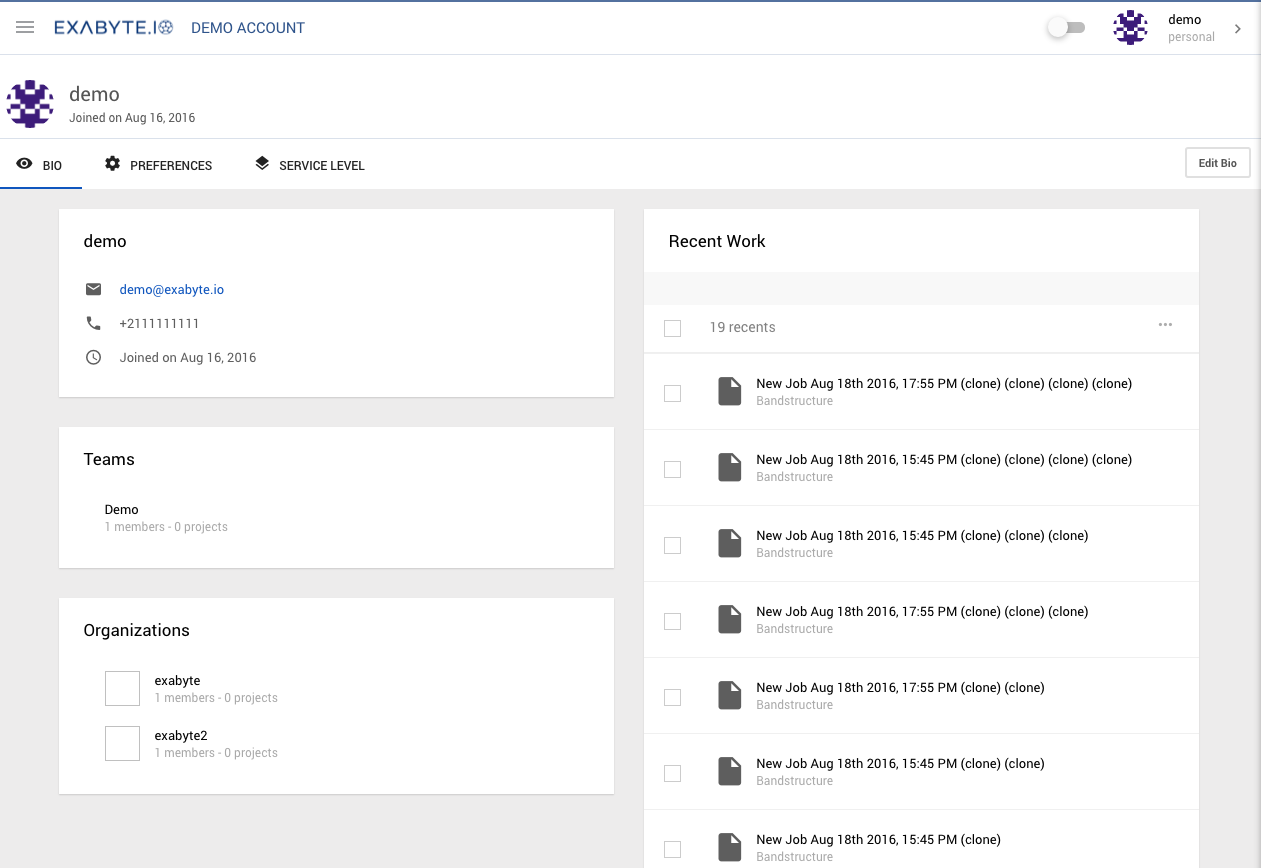 EXABYTE.IO DEMO ACCOUNT
demo
personal
demo
Joined on Aug 16, 2016
BIO PREFERENCES SERVICE LEVEL Edit Bio
demo
demo@exabyte.io
+2111111111
Joined on Aug 16, 2016
Teams
Demo
1 members - 0 projects
Organizations
exabyte
1 members - 0 projects
exabyte2
1 members - 0 projects
Recent Work
19 recents
New Job Aug 18th 2016, 17:55 PM (clone) (clone) (clone) (clone)
Bandstructure
New Job Aug 18th 2016, 15:45 PM (clone) (clone) (clone) (clone)
Bandstructure
New Job Aug 18th 2016, 15:45 PM (clone) (clone) (clone)
Bandstructure
New Job Aug 18th 2016, 17:55 PM (clone) (clone) (clone)
Bandstructure
New Job Aug 18th 2016, 17:55 PM (clone) (clone)
Bandstructure
New Job Aug 18th 2016, 15:45 PM (clone) (clone)
Bandstructure
New Job Aug 18th 2016, 15:45 PM (clone)
Bandstructure